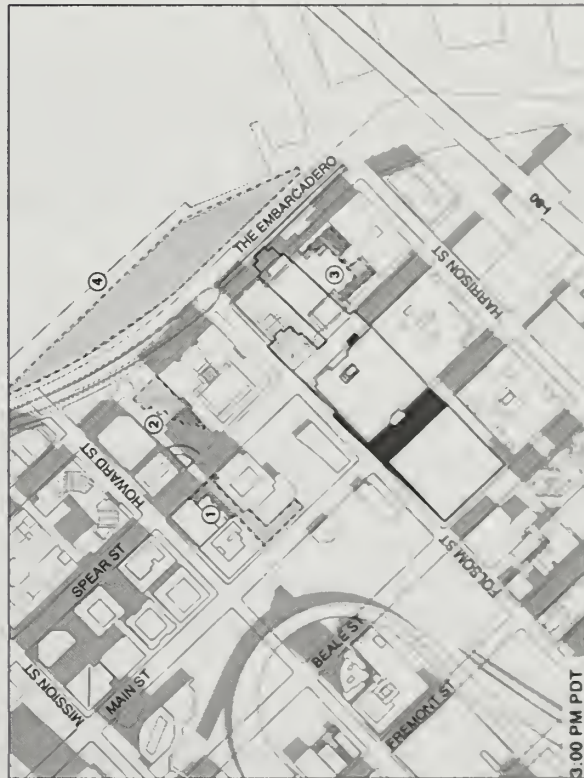 MISSION ST
SPEAR ST
HOWARD ST
MAIN ST
THE EMBARCADERO
BEALE ST
FREMONT ST
FOLSOM ST
HARRISON ST
I-80
1
2
3
4
:00 PM PDT